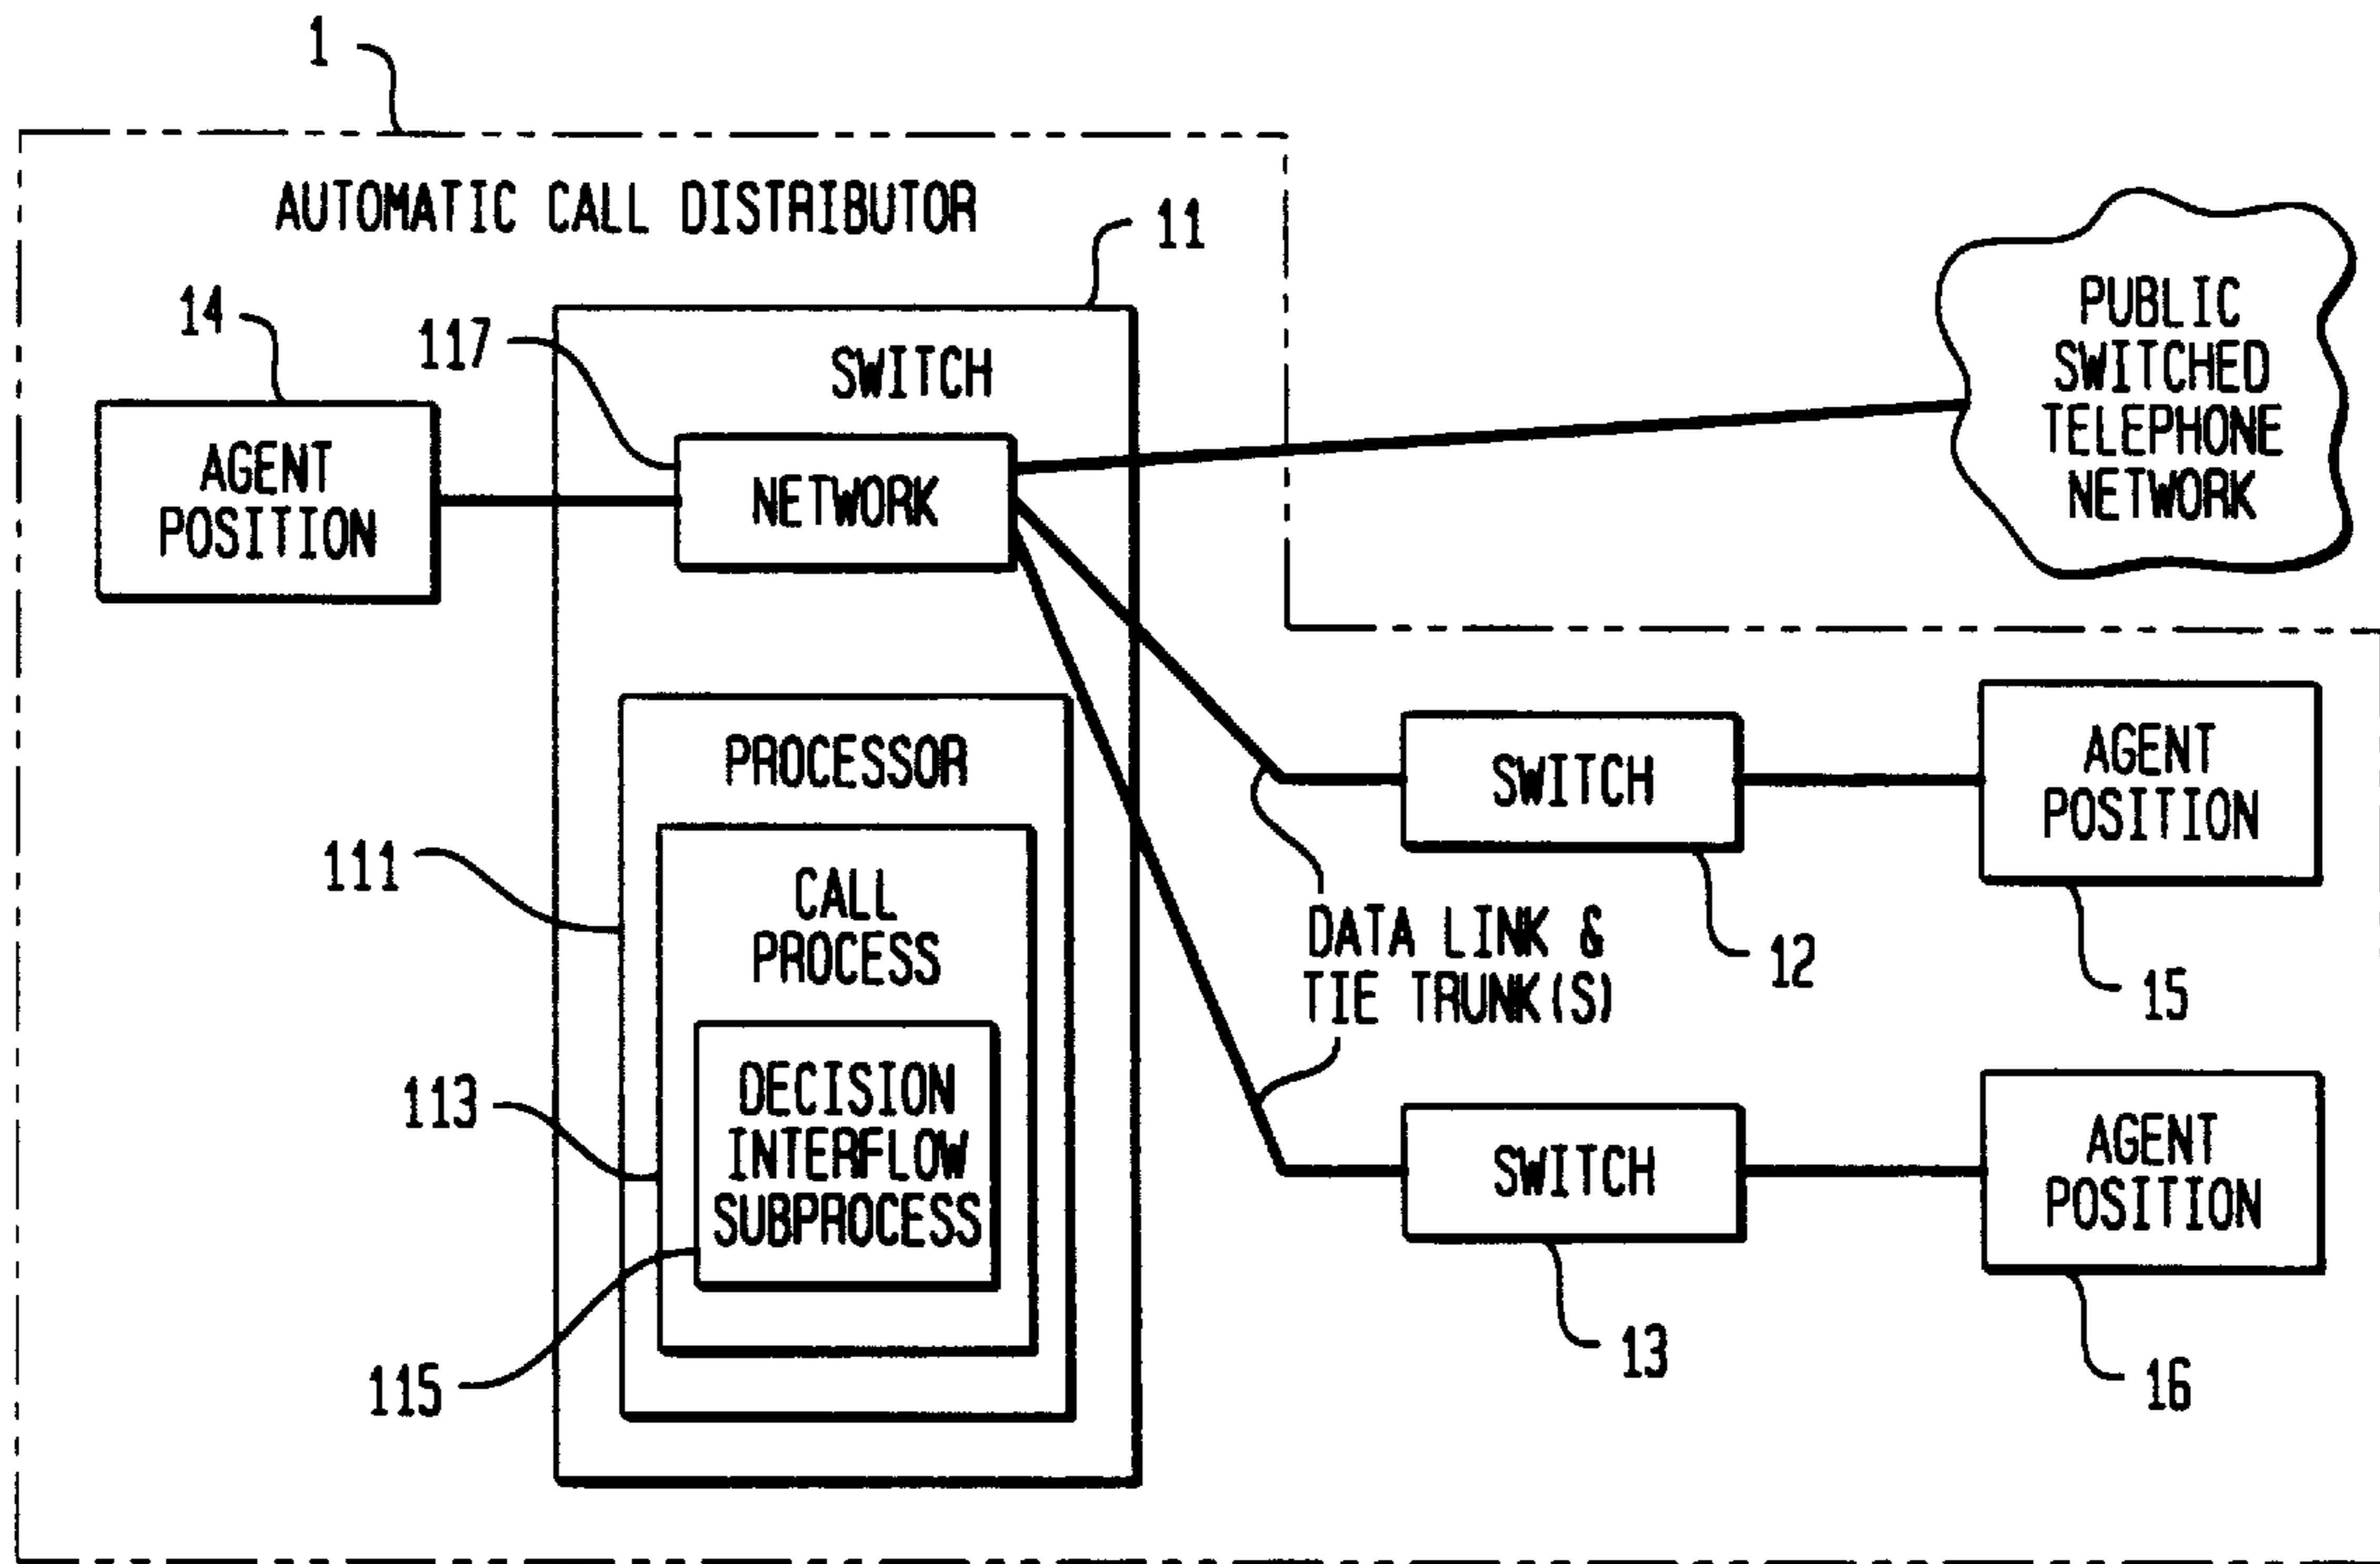 1
AUTOMATIC CALL DISTRIBUTOR
11
14
117
SWITCH
AGENT
POSITION
NETWORK
PUBLIC
SWITCHED
TELEPHONE
NETWORK
PROCESSOR
111
CALL
PROCESS
113
DECISION
INTERFLOW
SUBPROCESS
115
SWITCH
12
AGENT
POSITION
15
DATA LINK &
TIE TRUNK(S)
SWITCH
13
AGENT
POSITION
16